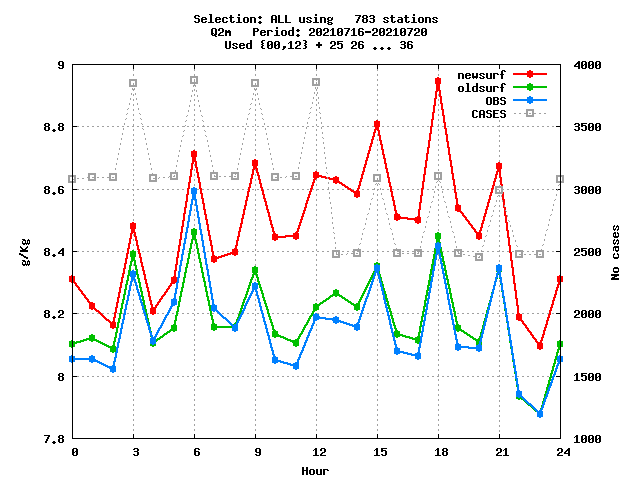 Selection: ALL using   783 stations
Q2m   Period: 20210716-20210720
Used {00,12} + 25 26 ... 36
newsurf
oldsurf
OBS
CASES
9
8.8
8.6
8.4
8.2
8
7.8
4000
3500
3000
2500
2000
1500
1000
g/Kg
No cases
0 3 6 9 12 15 18 21 24
Hour